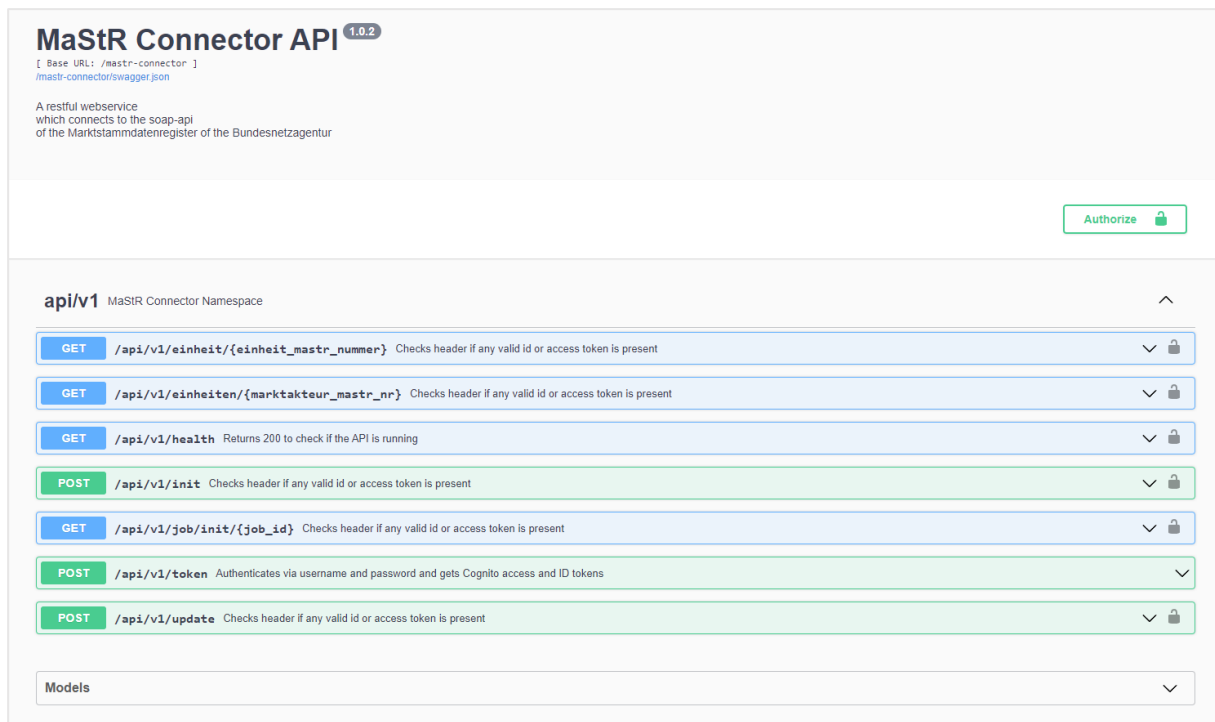 MaStR Connector API 1.0.2
[ Base URL: /mastr-connector ]
/mastr-connector/swagger.json
A restful webservice
which connects to the soap-api
of the Marktstammdatenregister of the Bundesnetzagentur
Authorize
api/v1 MaStR Connector Namespace
GET /api/v1/einheit/{einheit_mastr_nummer} Checks header if any valid id or access token is present
GET /api/v1/einheiten/{marktakteur_mastr_nr} Checks header if any valid id or access token is present
GET /api/v1/health Returns 200 to check if the API is running
POST /api/v1/init Checks header if any valid id or access token is present
GET /api/v1/job/init/{job_id} Checks header if any valid id or access token is present
POST /api/v1/token Authenticates via username and password and gets Cognito access and ID tokens
POST /api/v1/update Checks header if any valid id or access token is present
Models